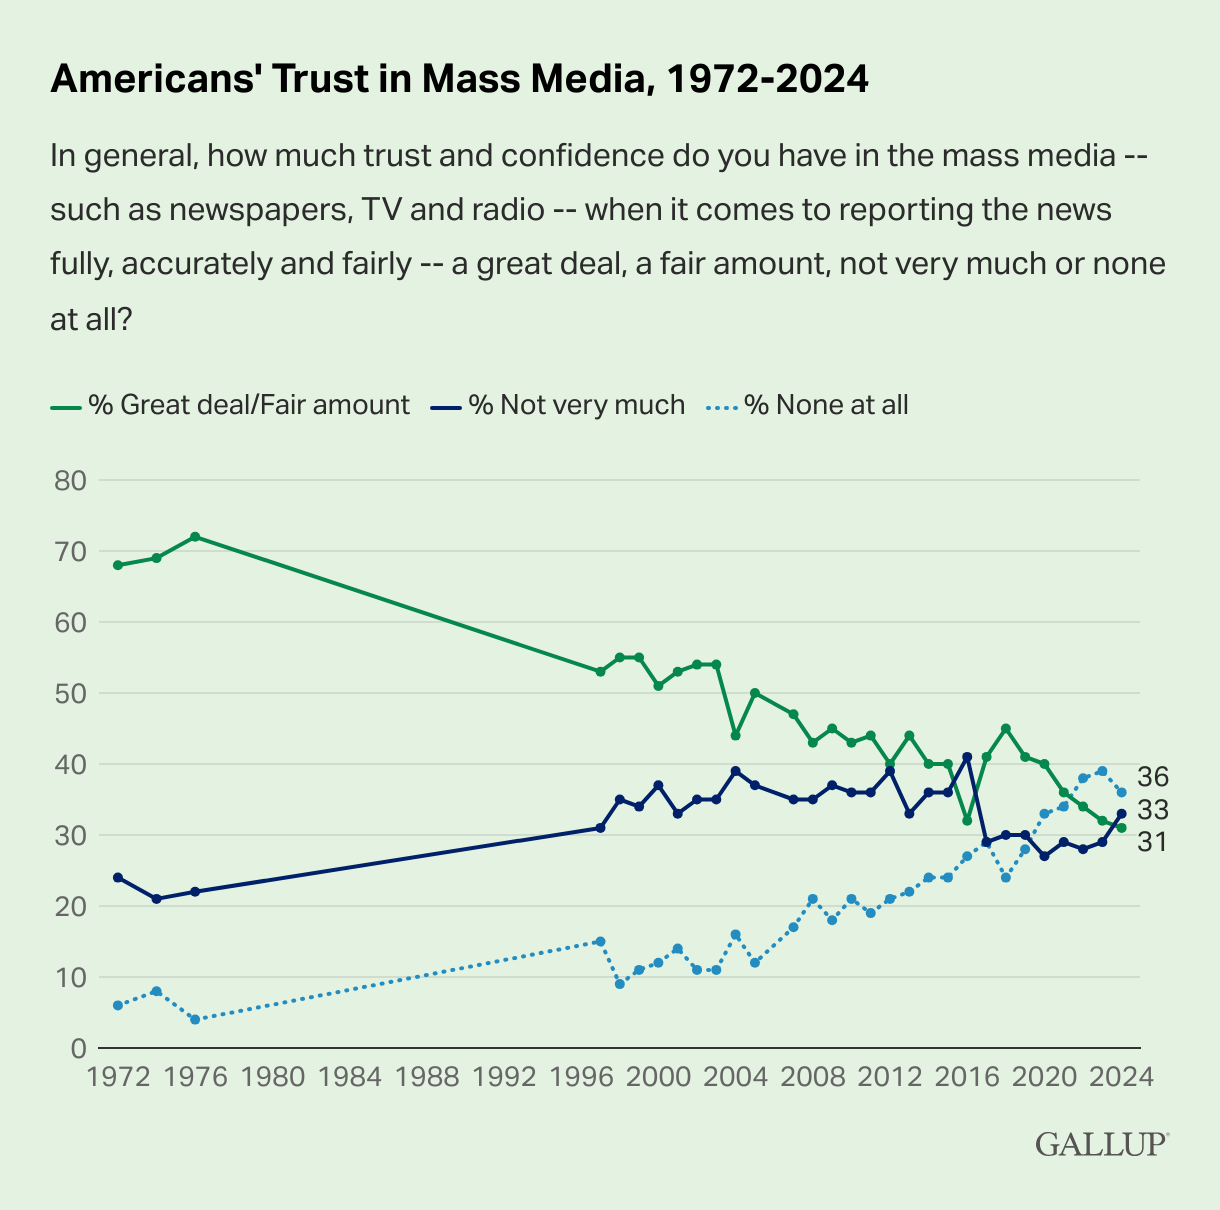 Americans' Trust in Mass Media, 1972-2024
In general, how much trust and confidence do you have in the mass media --
such as newspapers, TV and radio -- when it comes to reporting the news
fully, accurately and fairly -- a great deal, a fair amount, not very much or none
at all?
% Great deal/Fair amount % Not very much % None at all
80
70
60
50
40
30
20
10
0
36
33
31
1972 1976 1980 1984 1988 1992 1996 2000 2004 2008 2012 2016 2020 2024
GALLUP®